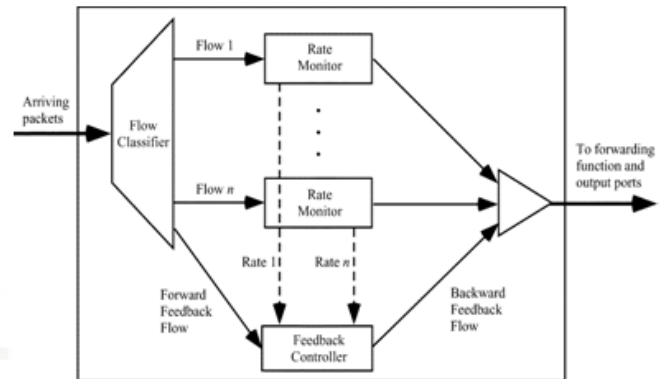 Flow 1
Rate
Monitor
Arriving
packets
Flow
Classifier
To forwarding
function and
output ports
Flow n
Rate
Monitor
Rate 1
Rate n
Forward
Feedback
Flow
Backward
Feedback
Flow
Feedback
Controller